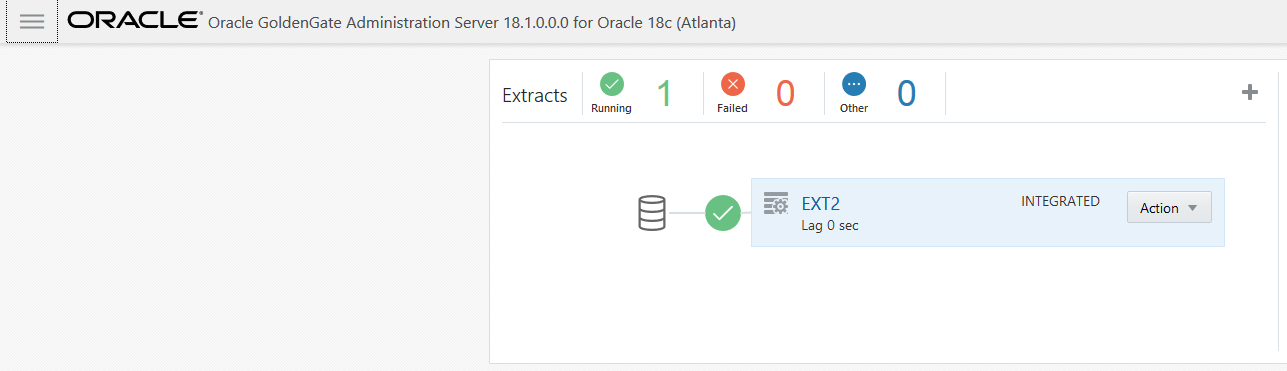 ORACLE® Oracle GoldenGate Administration Server 18.1.0.0.0 for Oracle 18c (Atlanta)
Extracts Running 1 Failed 0 Other 0
EXT2 INTEGRATED Action
Lag 0 sec